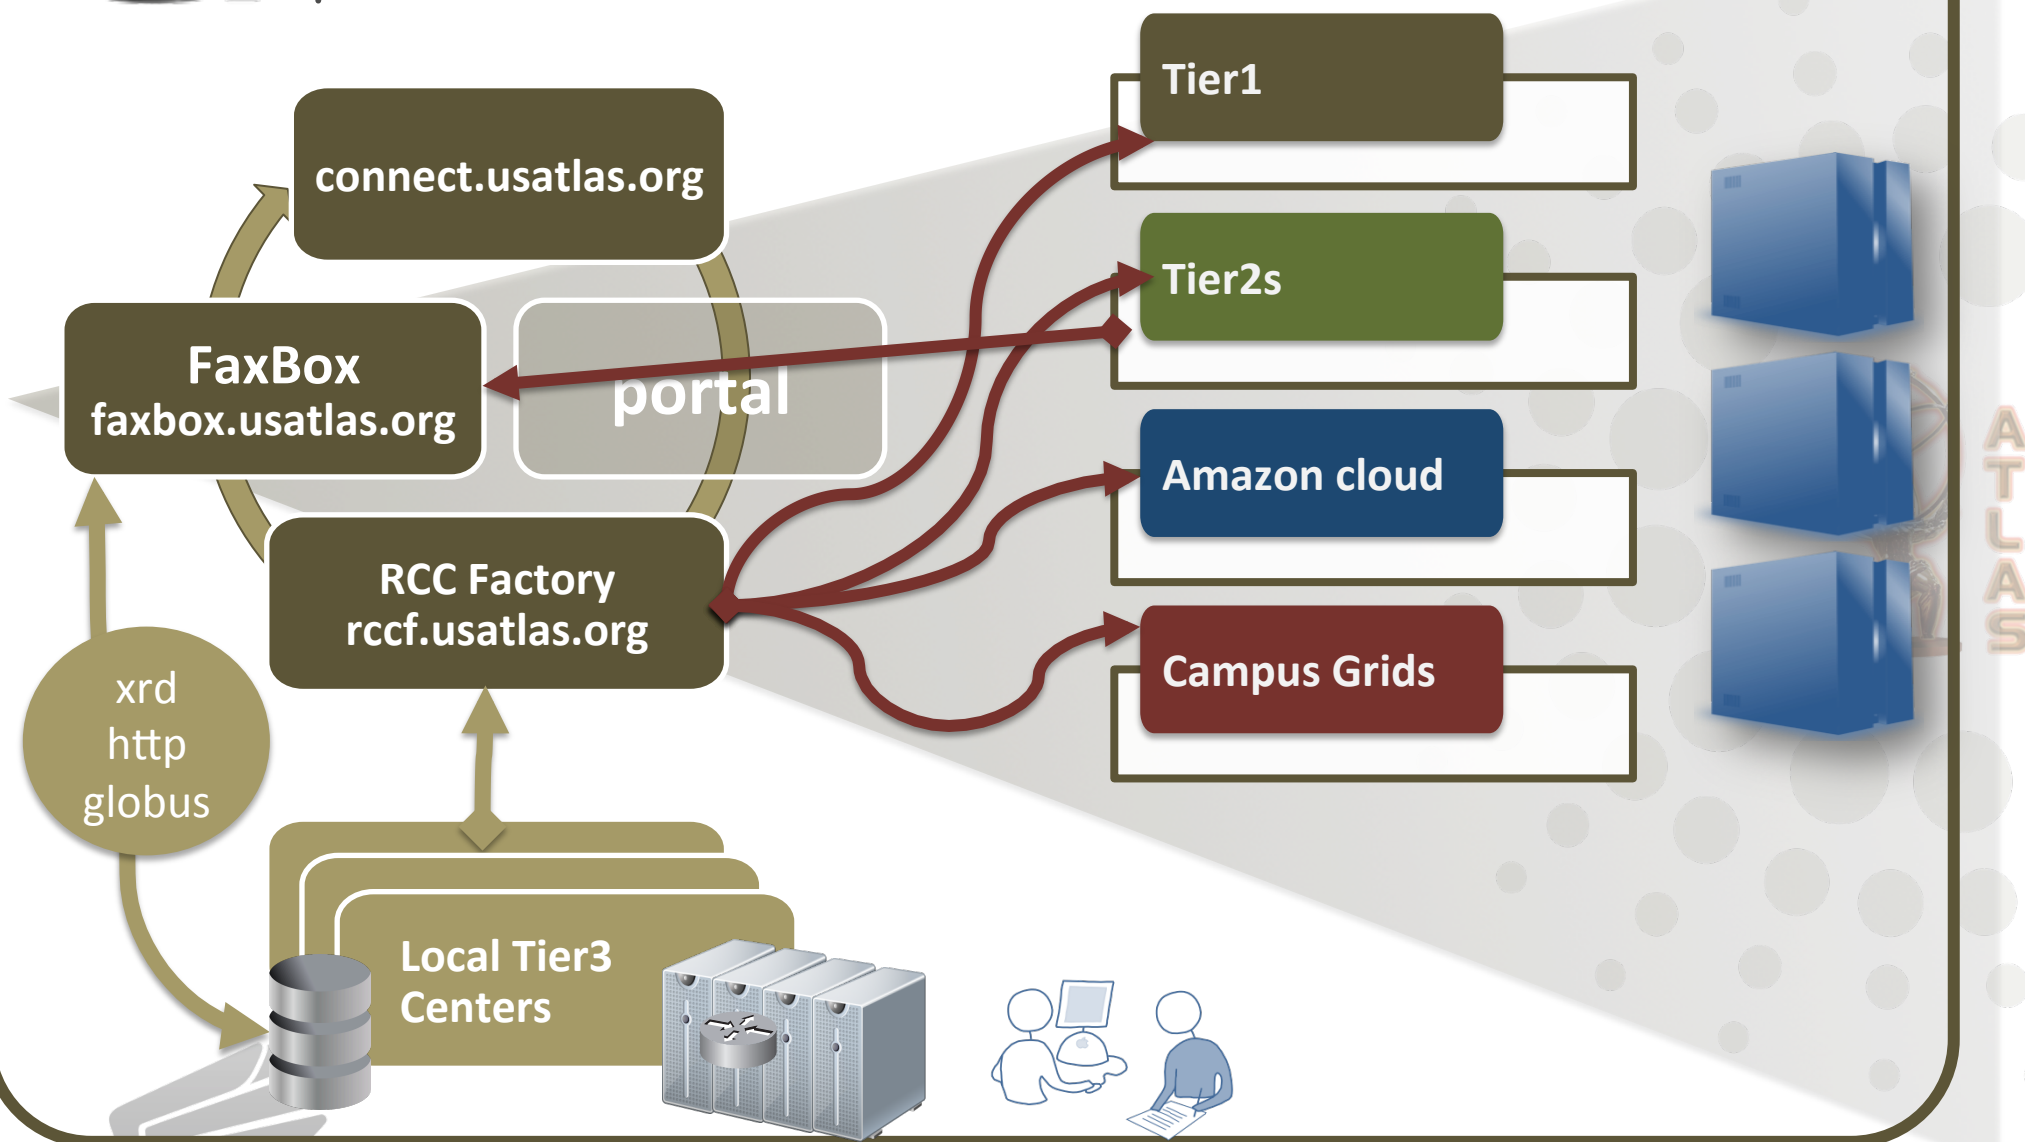 connect.usatlas.org
FaxBox
faxbox.usatlas.org
portal
RCC Factory
rccf.usatlas.org
xrd
http
globus
Local Tier3
Centers
Tier1
Tier2s
Amazon cloud
Campus Grids
ATLAS